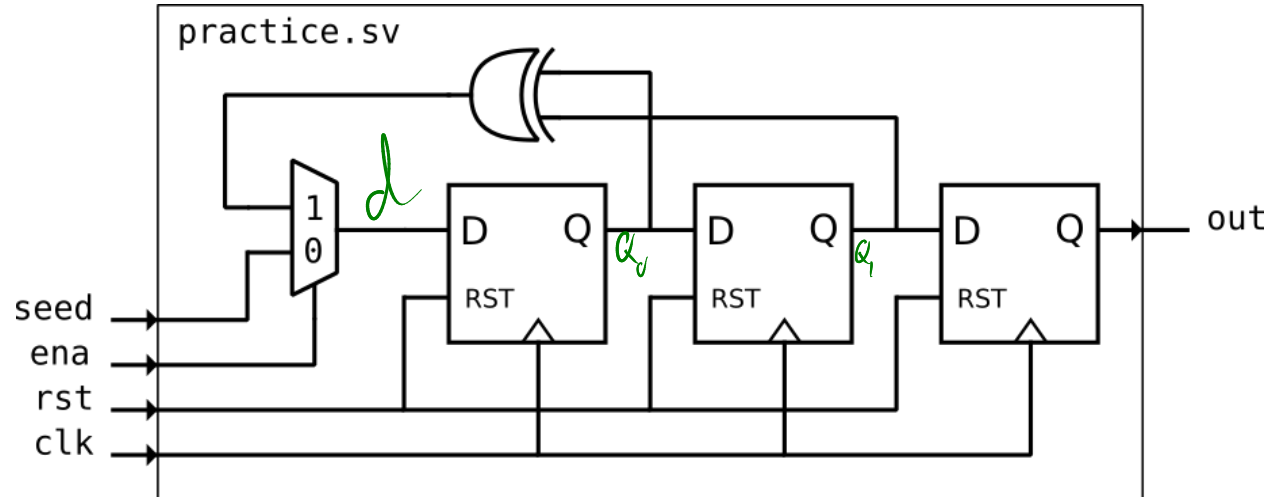 practice.sv
d
1
0
D Q
RST
Q₀
D Q
RST
Q₁
D Q
RST
out
seed
ena
rst
clk